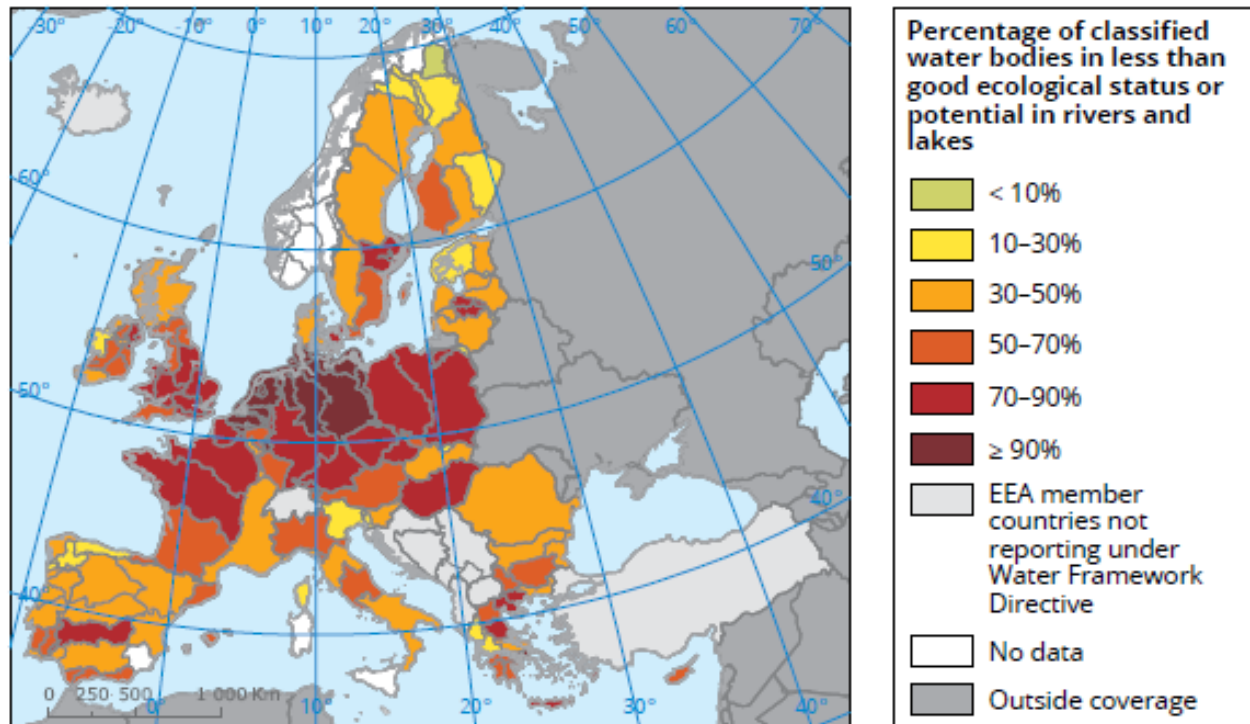 -30°
-20°
-10°
0°
10°
20°
30°
40°
50°
60°
70°
60°
50°
50°
40°
40°
0 250 500 1 000 Km
0°
10°
20°
30°
40°
Percentage of classified
water bodies in less than
good ecological status or
potential in rivers and
lakes
< 10%
10–30%
30–50%
50–70%
70–90%
≥ 90%
EEA member
countries not
reporting under
Water Framework
Directive
No data
Outside coverage